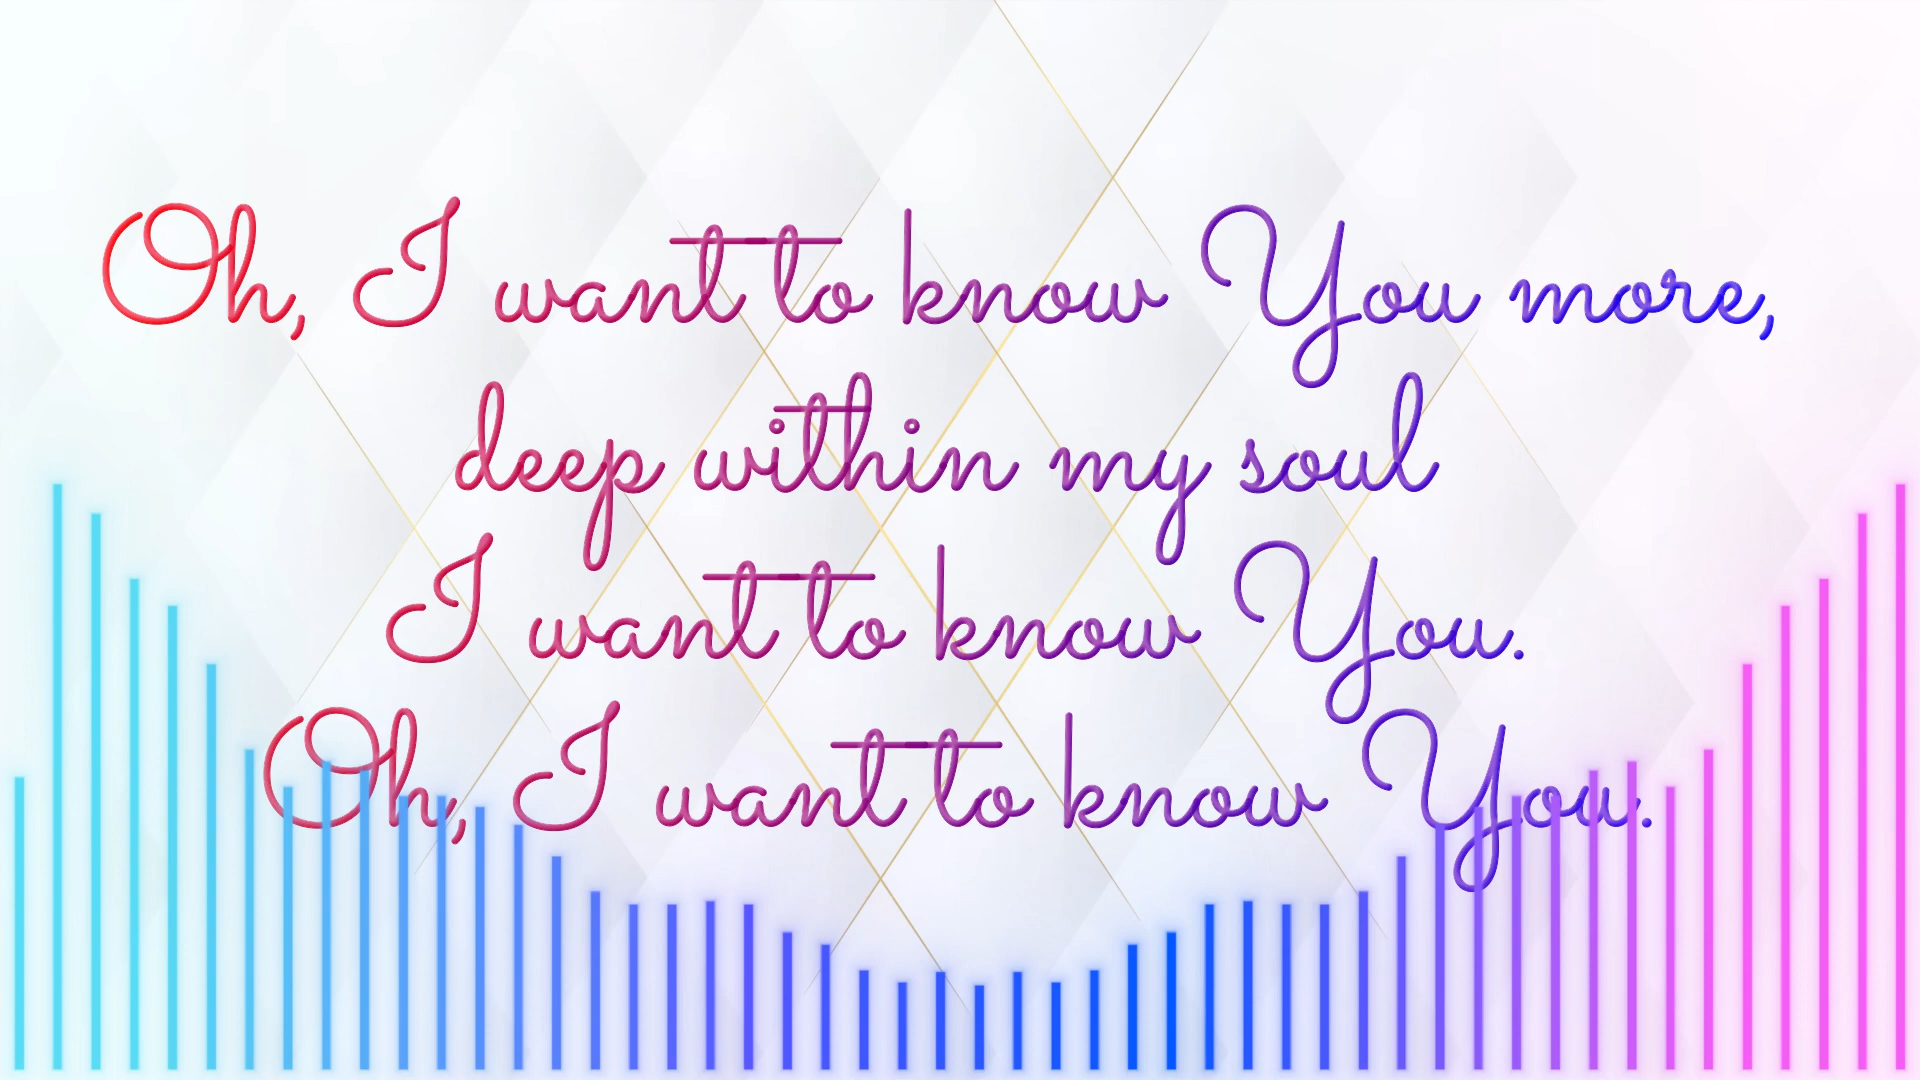 Oh, I want to know You more,
deep within my soul
I want to know You.
Oh, I want to know You.